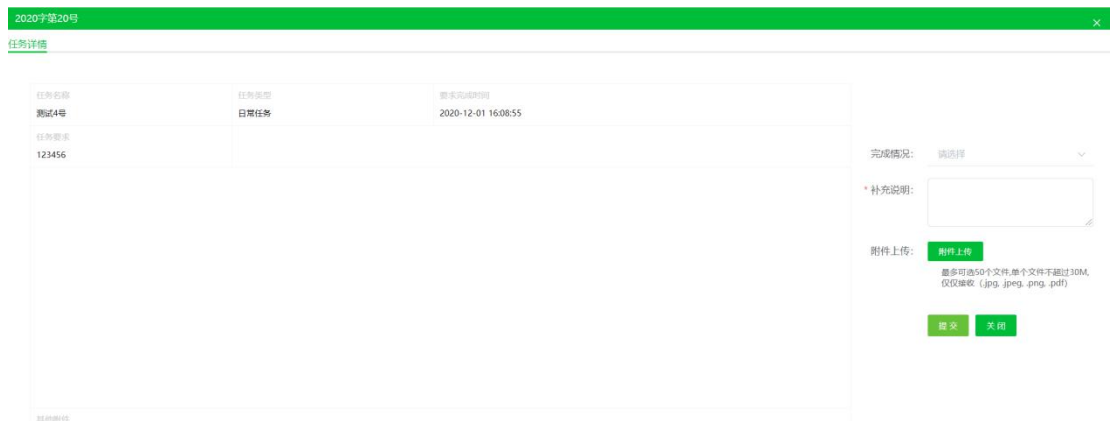 2020字第20号
任务详情
任务名称 任务类型 要求完成时间
测试4号 日常任务 2020-12-01 16:08:55
任务要求
123456
完成情况: 请选择
* 补充说明:
附件上传: 附件上传
最多可选50个文件,单个文件不超过30M,
仅仅接收 (.jpg, .jpeg, .png, .pdf)
提交 关闭